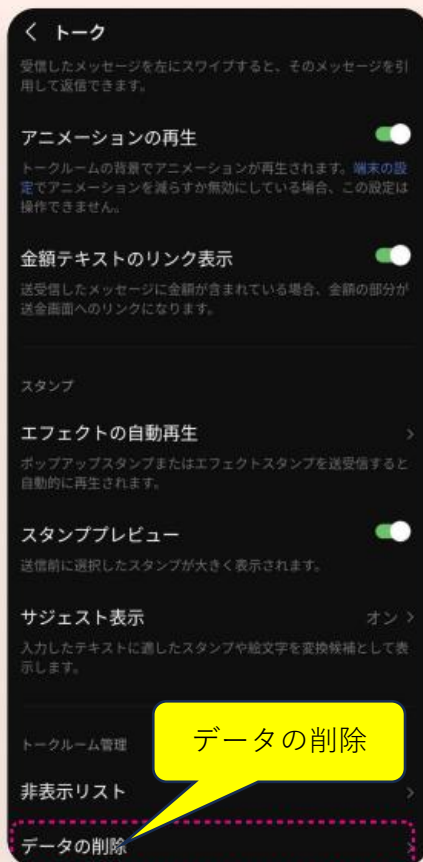 トーク
受信したメッセージを左にスワイプすると、そのメッセージを引
用して返信できます。
アニメーションの再生
トークルームの背景でアニメーションが再生されます。端末の設
定でアニメーションを減らすか無効にしている場合、この設定は
操作できません。
金額テキストのリンク表示
送受信したメッセージに金額が含まれている場合、金額の部分が
送金画面へのリンクになります。
スタンプ
エフェクトの自動再生
ポップアップスタンプまたはエフェクトスタンプを送受信すると
自動的に再生されます。
スタンププレビュー
送信前に選択したスタンプが大きく表示されます。
サジェスト表示
オン
入力したテキストに適したスタンプや絵文字を変換候補として表
示します。
トークルーム管理
データの削除
非表示リスト
データの削除